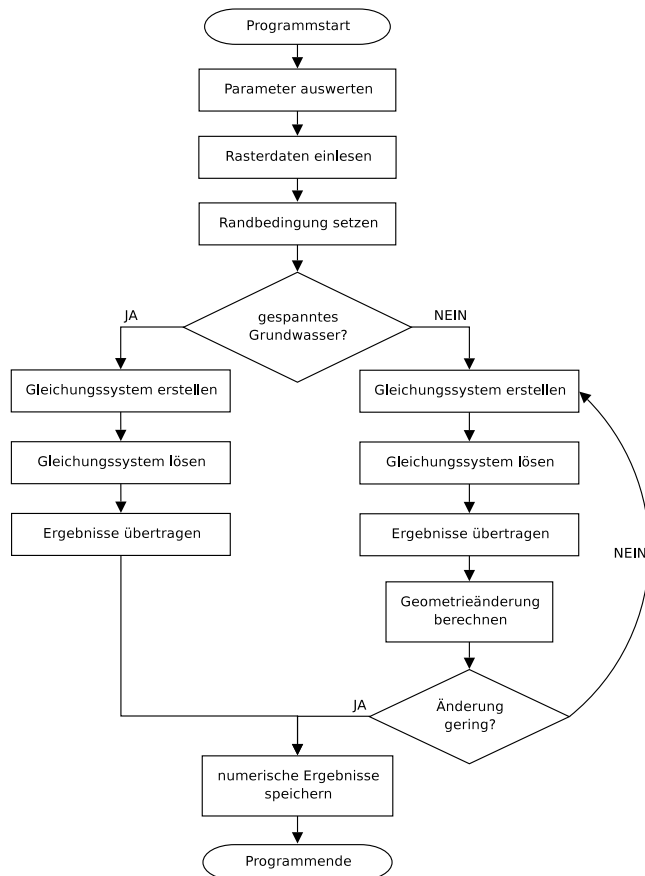 Programmstart
Parameter auswerten
Rasterdaten einlesen
Randbedingung setzen
gespanntes
Grundwasser?
JA
NEIN
Gleichungssystem erstellen
Gleichungssystem lösen
Ergebnisse übertragen
Gleichungssystem erstellen
Gleichungssystem lösen
Ergebnisse übertragen
Geometrieänderung
berechnen
NEIN
Änderung
gering?
JA
numerische Ergebnisse
speichern
Programmende